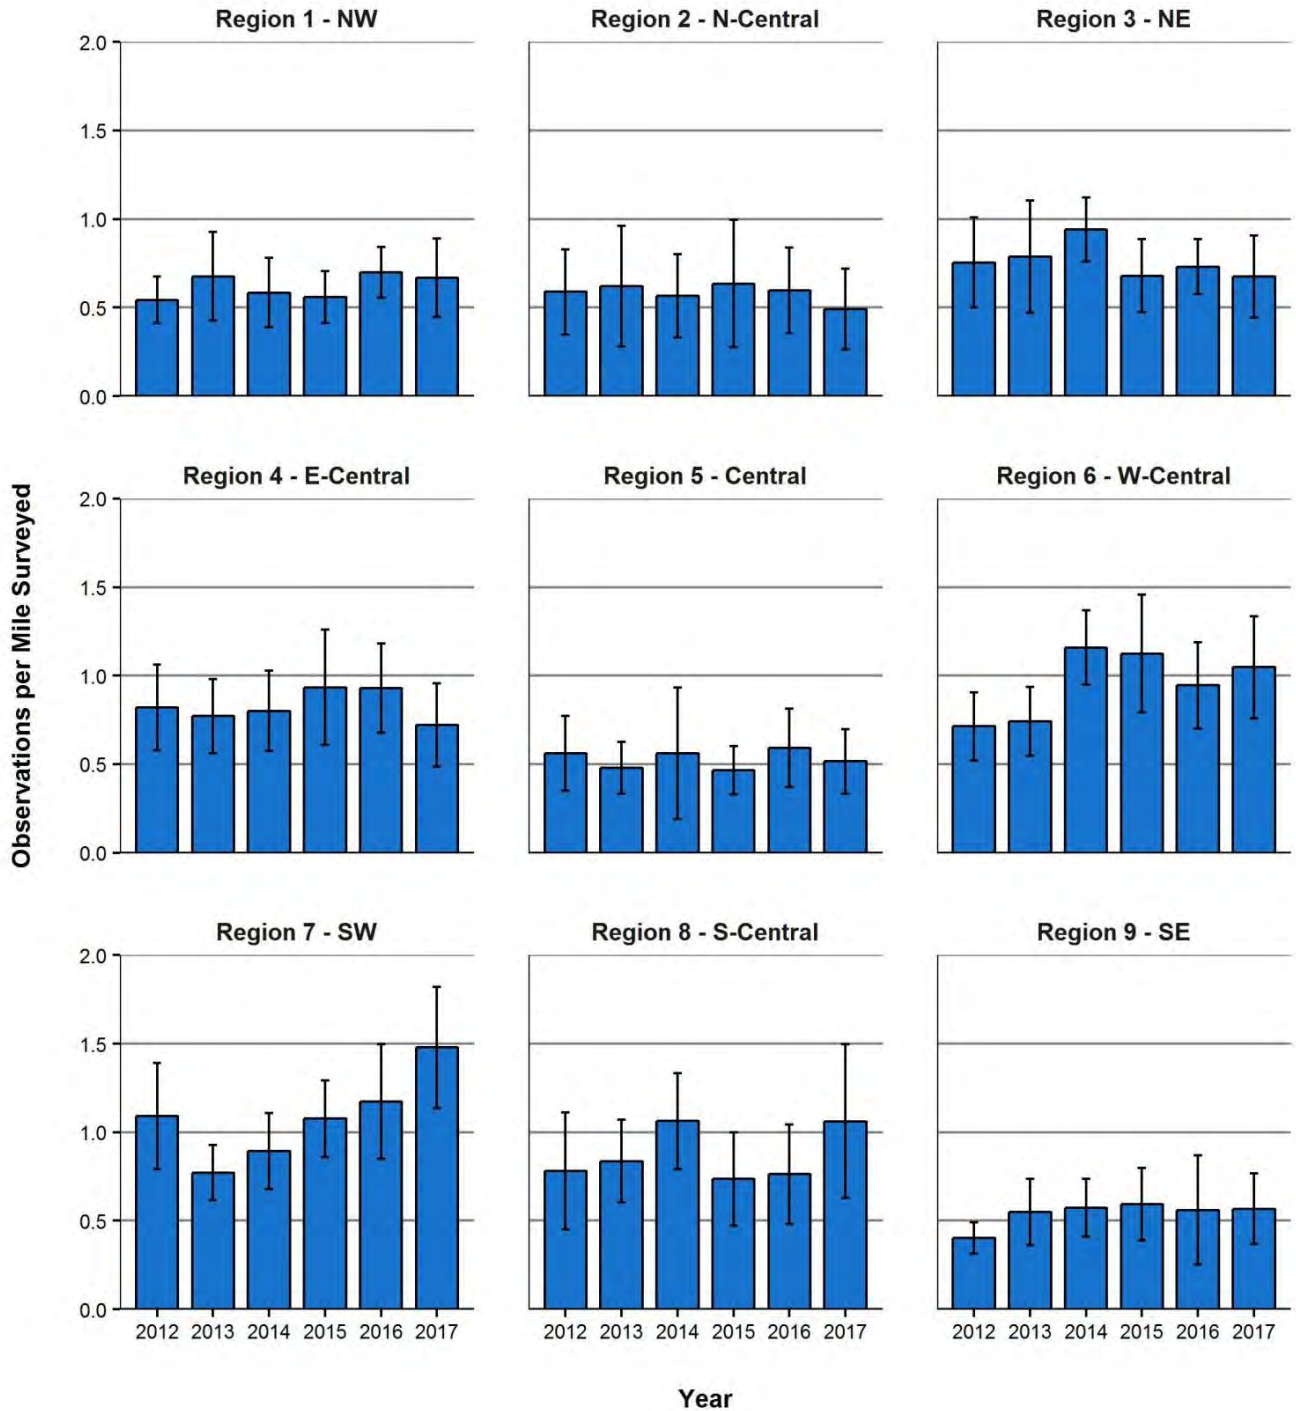 Region 1 - NW
Region 2 - N-Central
Region 3 - NE
2.0
1.5
1.0
0.5
0.0
Region 4 - E-Central
Region 5 - Central
Region 6 - W-Central
2.0
1.5
1.0
0.5
0.0
Observations per Mile Surveyed
Region 7 - SW
Region 8 - S-Central
Region 9 - SE
2.0
1.5
1.0
0.5
0.0
2012 2013 2014 2015 2016 2017
2012 2013 2014 2015 2016 2017
2012 2013 2014 2015 2016 2017
Year